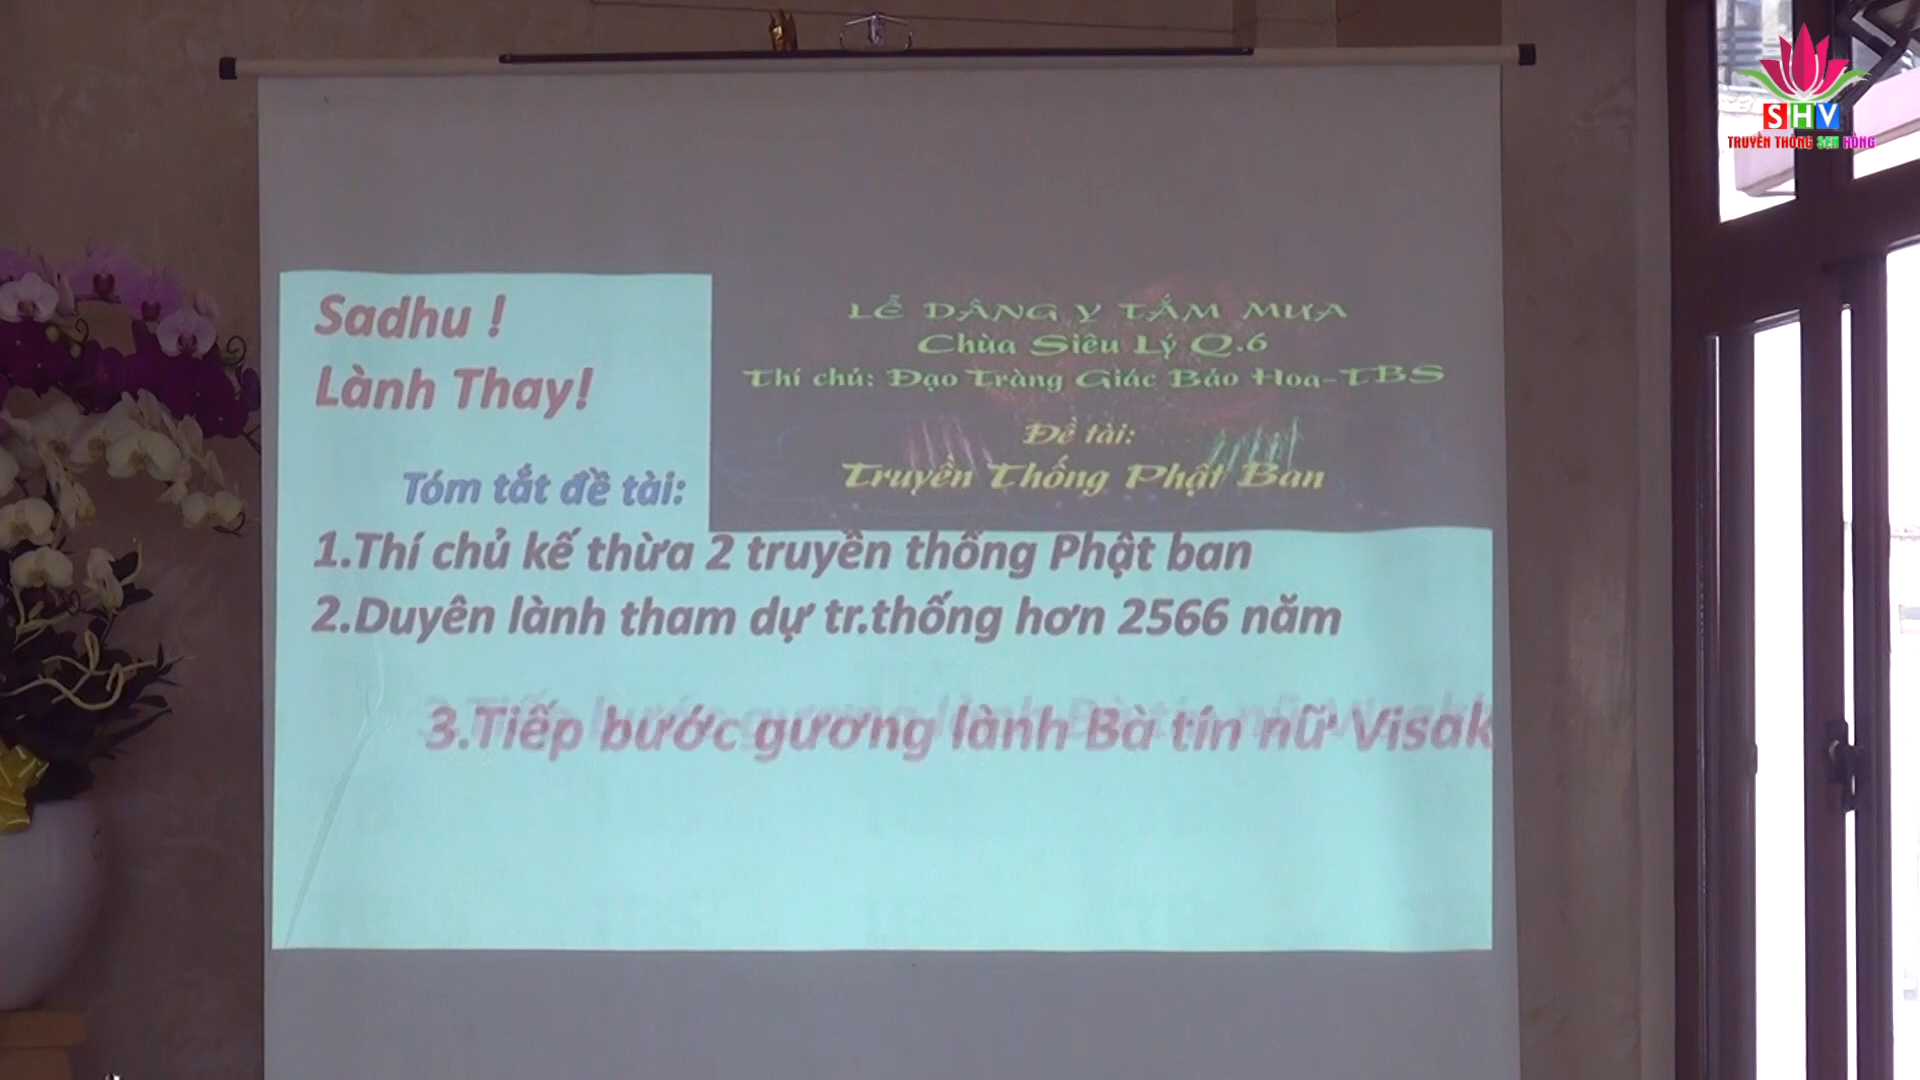 SHV
TRUYỀN THÔNG SEN HỒNG
Sadhu !
Lành Thay!
LỄ DÂNG Y TẮM MƯA
Chùa Siêu Lý Q.6
Thí chủ: Đạo Tràng Giác Bảo Hoa-TBS
Đề tài:
Truyền Thống Phật Ban
Tóm tắt đề tài:
1.Thí chủ kế thừa 2 truyền thống Phật ban
2.Duyên lành tham dự tr.thống hơn 2566 năm
3.Tiếp bước gương lành Bà tín nữ Visak